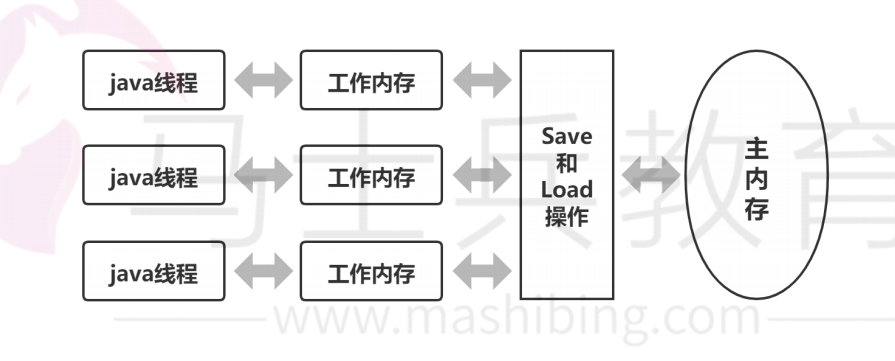 java线程
工作内存
java线程
工作内存
java线程
工作内存
Save
和
Load
操作
主
内
存
马士兵教育
www.mashibing.com